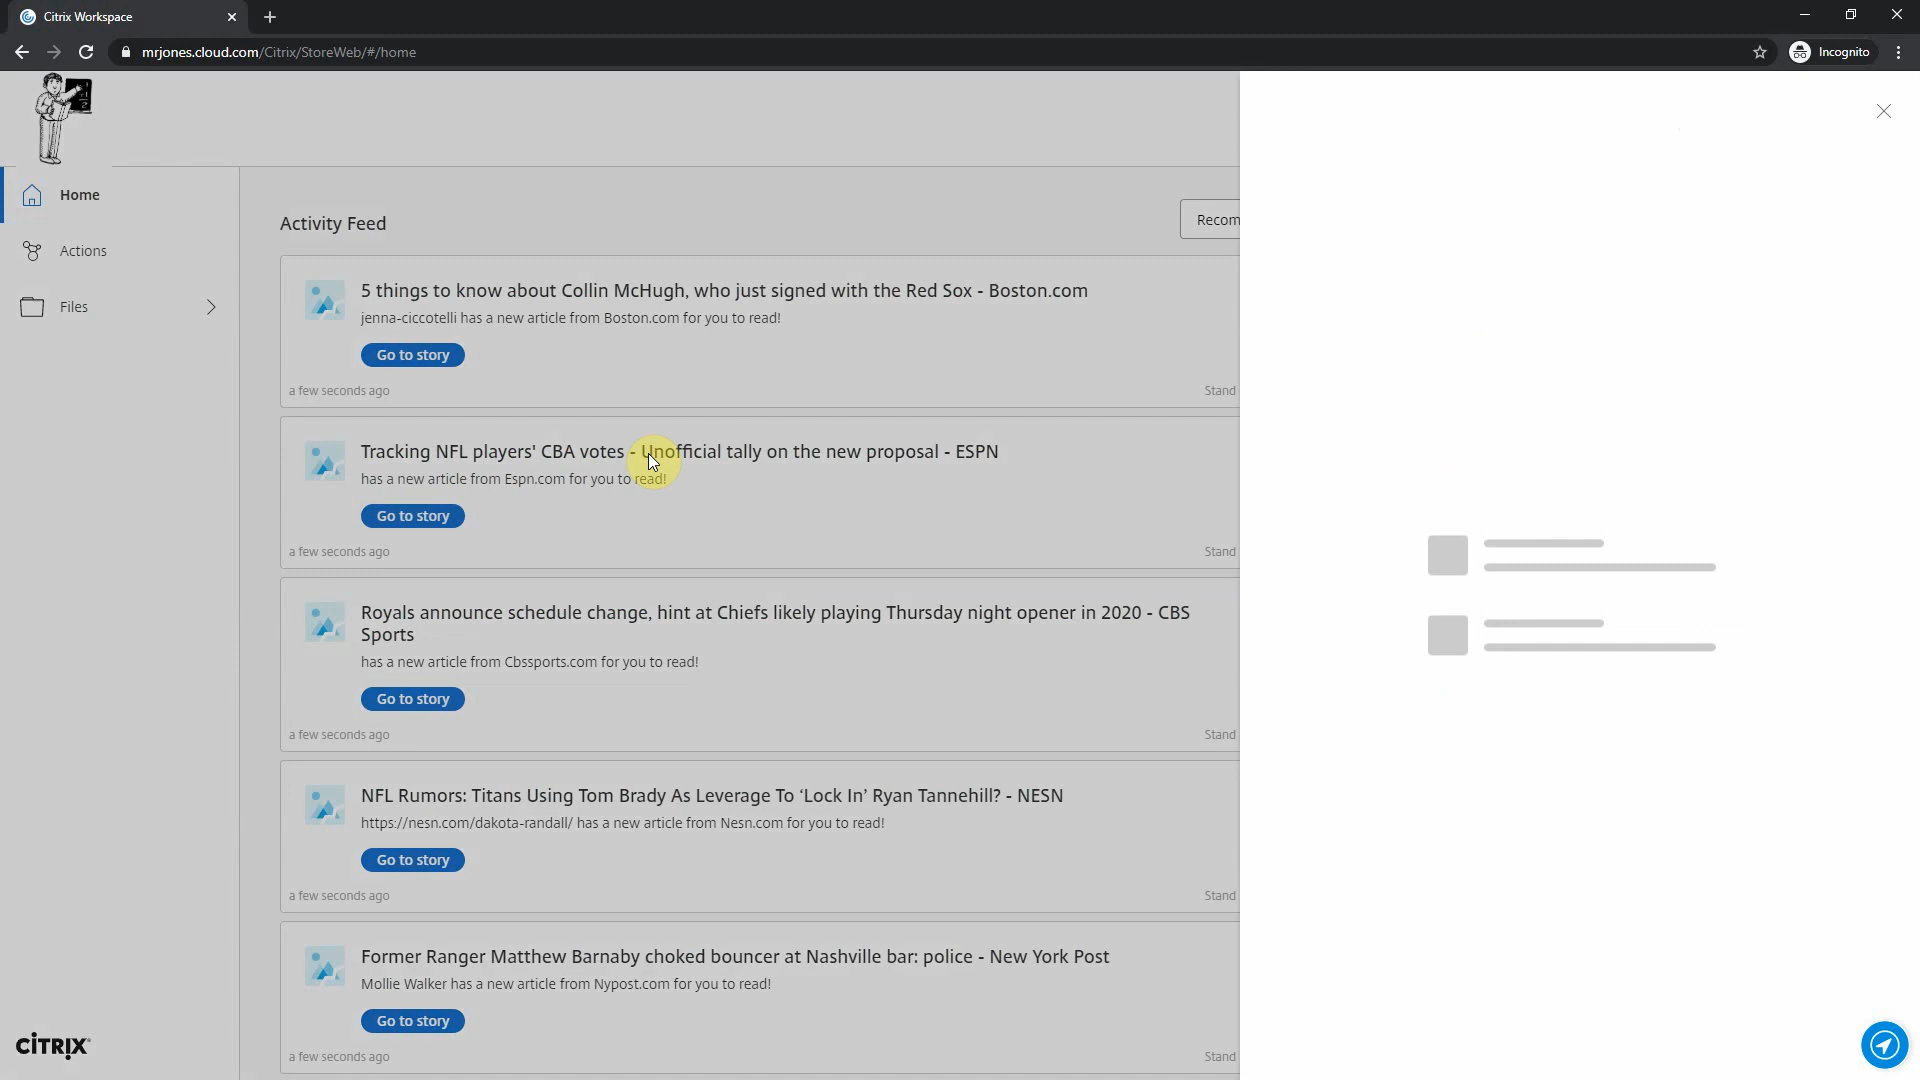 Citrix Workspace
mrjones.cloud.com/Citrix/StoreWeb/#/home
Incognito
Home
Actions
Files
Activity Feed
Recom
5 things to know about Collin McHugh, who just signed with the Red Sox - Boston.com
jenna-ciccotelli has a new article from Boston.com for you to read!
Go to story
a few seconds ago
Stand
Tracking NFL players' CBA votes - Unofficial tally on the new proposal - ESPN
has a new article from Espn.com for you to read!
Go to story
a few seconds ago
Stand
Royals announce schedule change, hint at Chiefs likely playing Thursday night opener in 2020 - CBS
Sports
has a new article from Cbssports.com for you to read!
Go to story
a few seconds ago
Stand
NFL Rumors: Titans Using Tom Brady As Leverage To ‘Lock In’ Ryan Tannehill? - NESN
https://nesn.com/dakota-randall/ has a new article from Nesn.com for you to read!
Go to story
a few seconds ago
Stand
Former Ranger Matthew Barnaby choked bouncer at Nashville bar: police - New York Post
Mollie Walker has a new article from Nypost.com for you to read!
Go to story
a few seconds ago
Stand
citrix